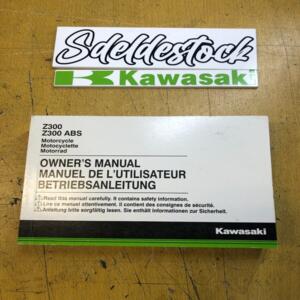 Sdeldestock
Kawasaki
Z300
Z300 ABS
Motorcycle
Motocyclette
Motorrad
OWNER'S MANUAL
MANUEL DE L'UTILISATEUR
BETRIEBSANLEITUNG
Read this manual carefully. It contains safety information.
Lire ce manuel attentivement. Il contient des consignes de sécurité.
Anleitung bitte sorgfältig lesen. Sie enthält Informationen zur Sicherheit.
Kawasaki